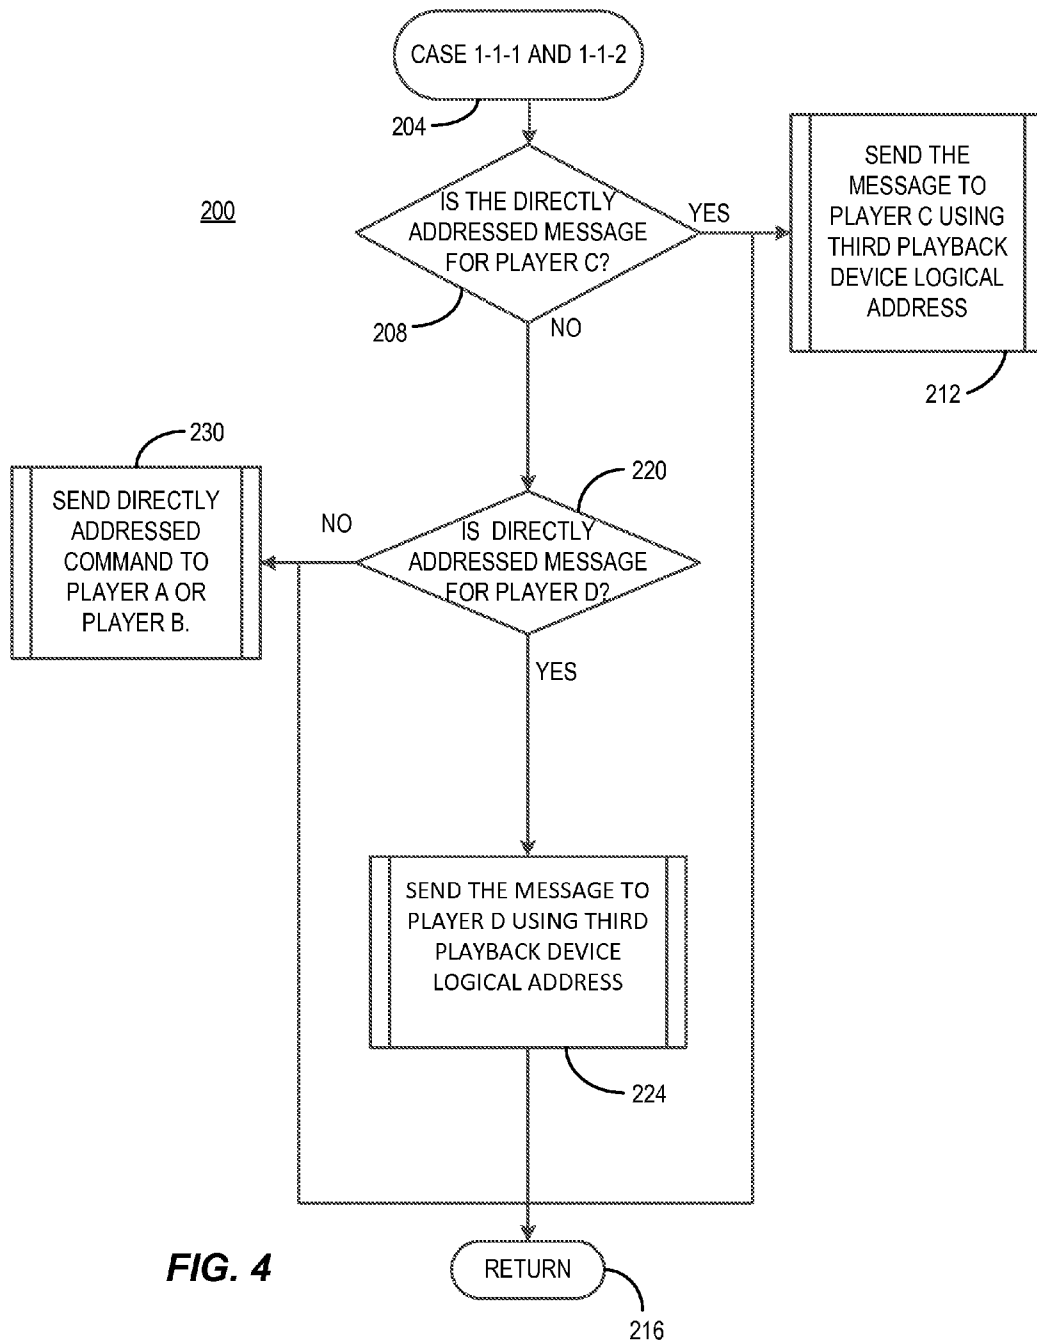 CASE 1-1-1 AND 1-1-2
204
200
IS THE DIRECTLY
ADDRESSED MESSAGE
FOR PLAYER C?
208
YES
NO
SEND THE
MESSAGE TO
PLAYER C USING
THIRD PLAYBACK
DEVICE LOGICAL
ADDRESS
212
230
SEND DIRECTLY
ADDRESSED
COMMAND TO
PLAYER A OR
PLAYER B.
NO
220
IS DIRECTLY
ADDRESSED MESSAGE
FOR PLAYER D?
YES
SEND THE MESSAGE TO
PLAYER D USING THIRD
PLAYBACK DEVICE
LOGICAL ADDRESS
224
FIG. 4
RETURN
216